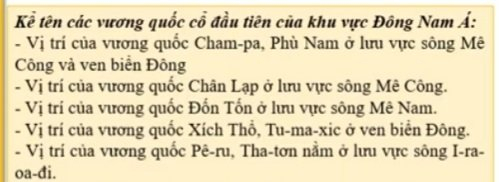 Kể tên các vương quốc cổ đầu tiên của khu vực Đông Nam Á:
- Vị trí của vương quốc Cham-pa, Phù Nam ở lưu vực sông Mê
Công và ven biển Đông
- Vị trí của vương quốc Chân Lạp ở lưu vực sông Mê Công.
- Vị trí của vương quốc Đốn Tốn ở lưu vực sông Mê Nam.
- Vị trí của vương quốc Xích Thổ, Tu-ma-xic ở ven biển Đông.
- Vị trí của vương quốc Pê-ru, Tha-tơn nằm ở lưu vực sông I-ra-
oa-đi.